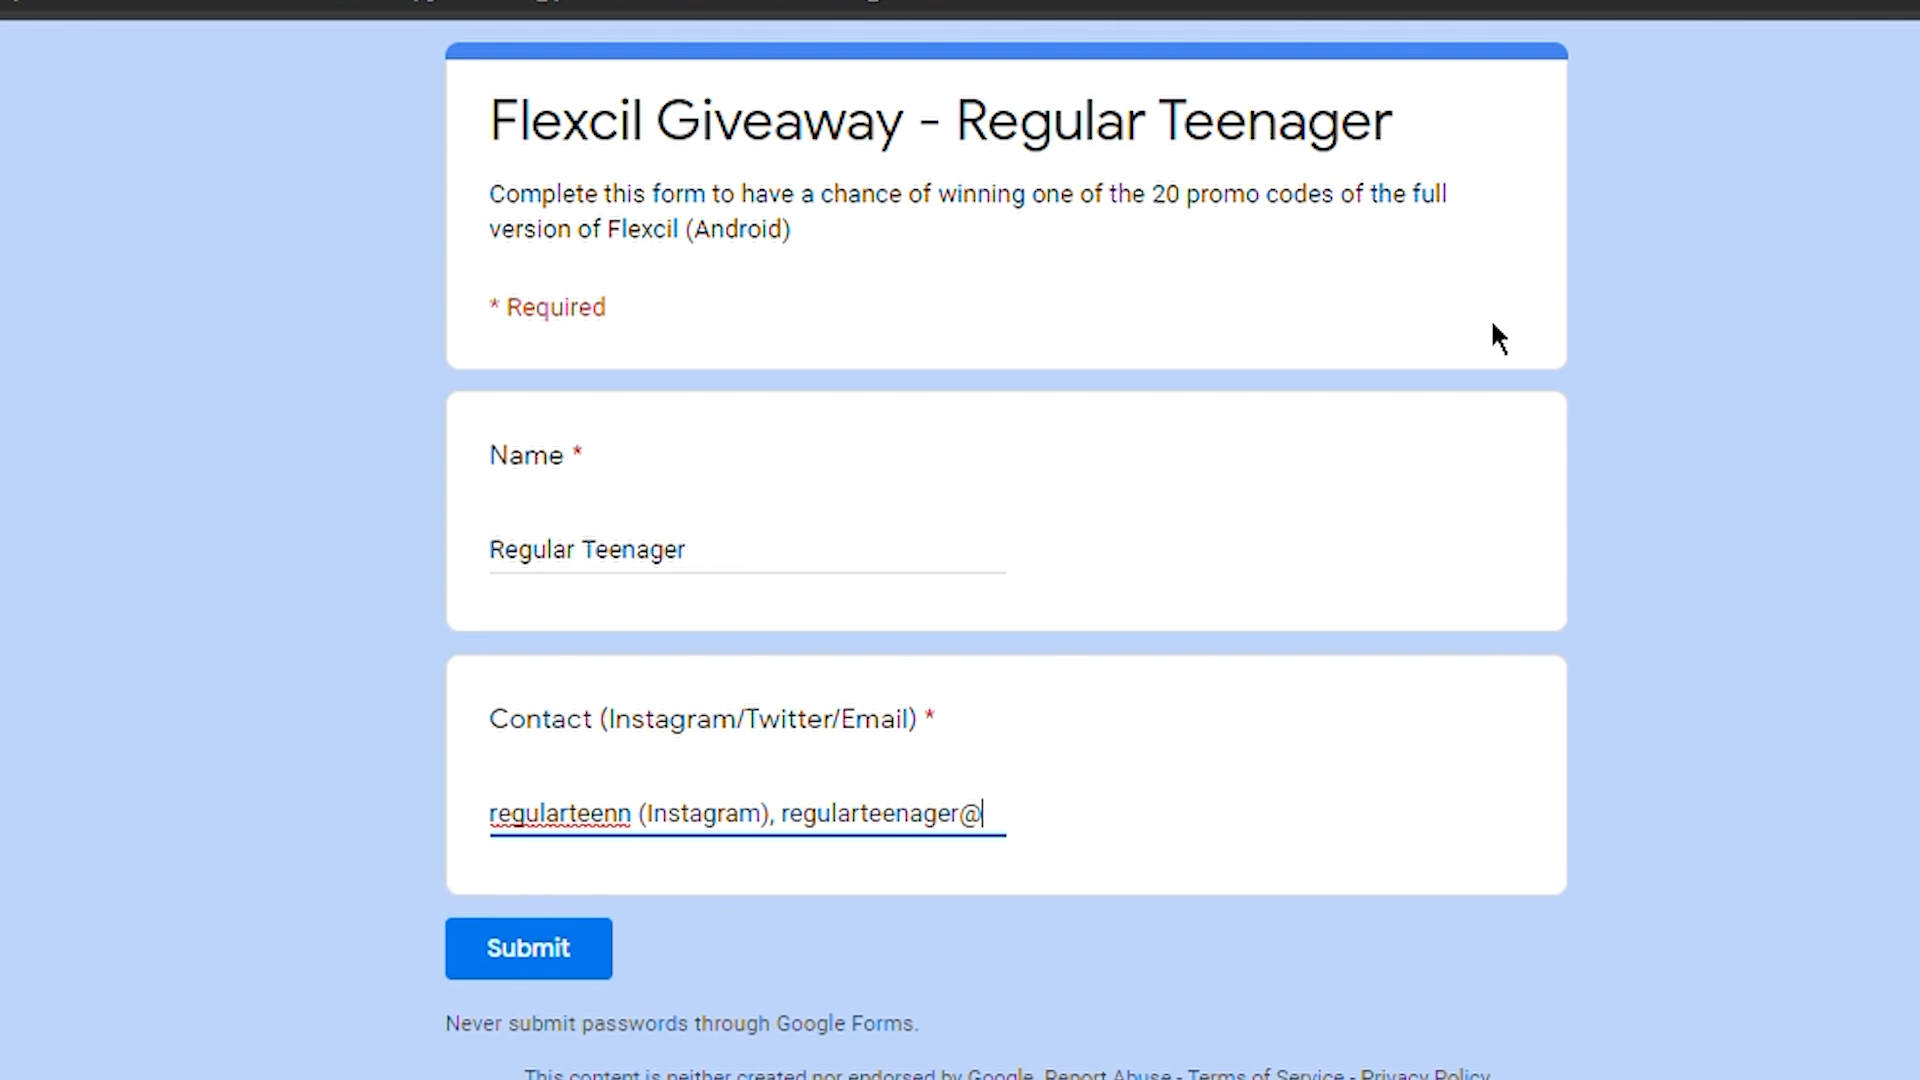 Flexcil Giveaway - Regular Teenager
Complete this form to have a chance of winning one of the 20 promo codes of the full
version of Flexcil (Android)
* Required
Name *
Regular Teenager
Contact (Instagram/Twitter/Email) *
regularteenn (Instagram), regularteenager@
Submit
Never submit passwords through Google Forms.
This content is neither created nor endorsed by Google. Report Abuse - Terms of Service - Privacy Policy